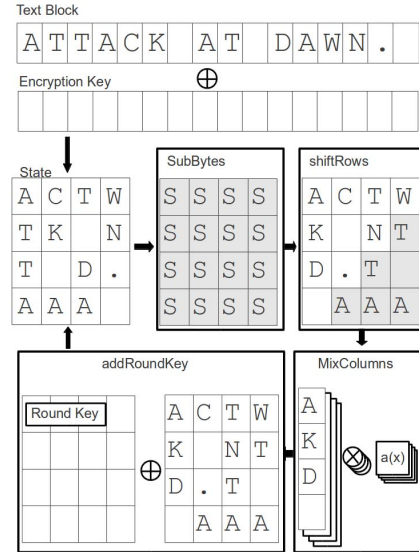 Text Block
A T T A C K A T D A W N .
Encryption Key
State
SubBytes
shiftRows
A C T W
S S S S
A C T W
T K N
S S S S
K N T
T D .
S S S S
D . T
A A A
S S S S
A A A
addRoundKey
MixColumns
Round Key
A C T W
K N T
D . T
A A A
A
K
D
a(x)